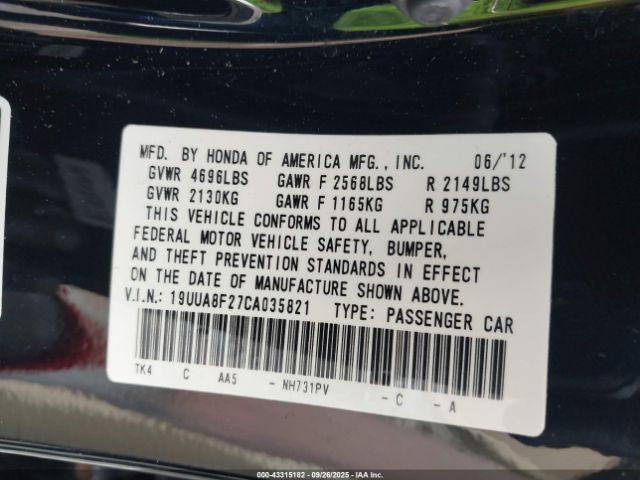 MFD. BY HONDA OF AMERICA MFG., INC. 06/'12
GVWR 4696LBS GAWR F 2568LBS R 2149LBS
GVWR 2130KG GAWR F 1165KG R 975KG
THIS VEHICLE CONFORMS TO ALL APPLICABLE
FEDERAL MOTOR VEHICLE SAFETY, BUMPER,
AND THEFT PREVENTION STANDARDS IN EFFECT
ON THE DATE OF MANUFACTURE SHOWN ABOVE.
V.I.N.: 19UUA8F27CA035821 TYPE: PASSENGER CAR
TK4 C AA5 - NH731PV - C - A
000-43315182 - 09/26/2025 - IAA Inc.